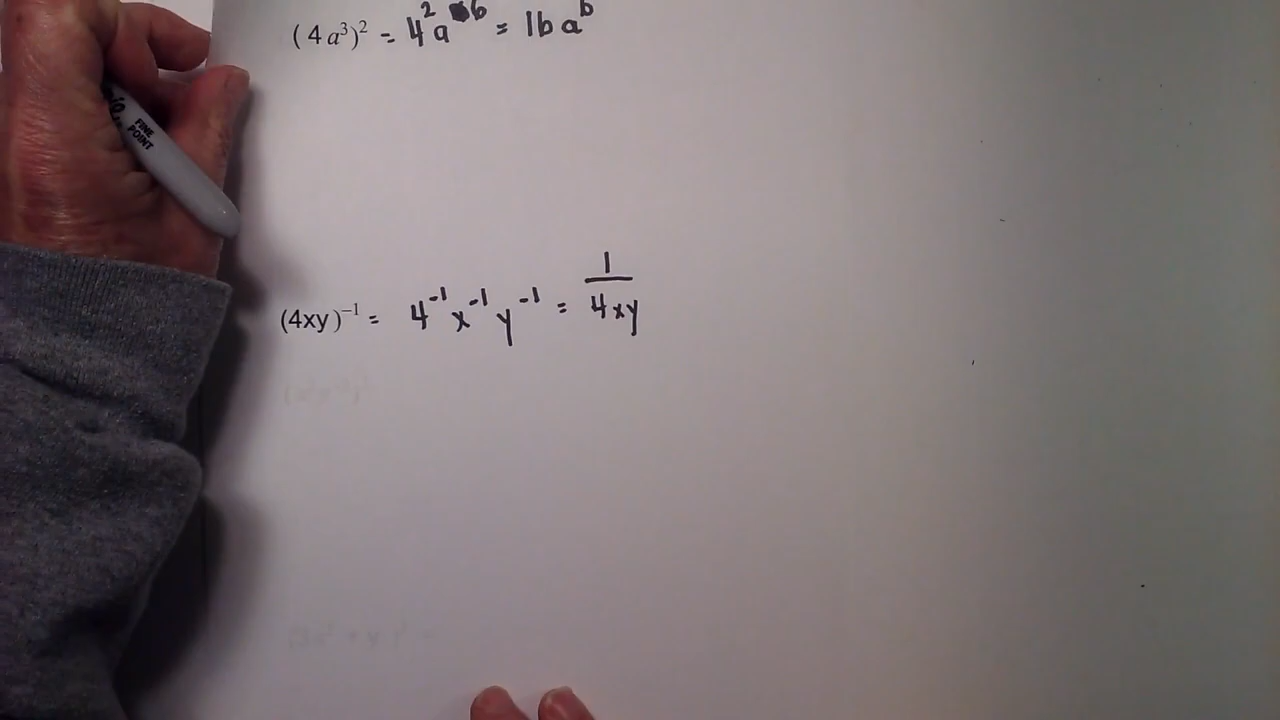 (4a³)² = 4²a⁶ = 16a⁶
FINE
POINT
(4xy)⁻¹ = 4⁻¹x⁻¹y⁻¹ = 1/4xy